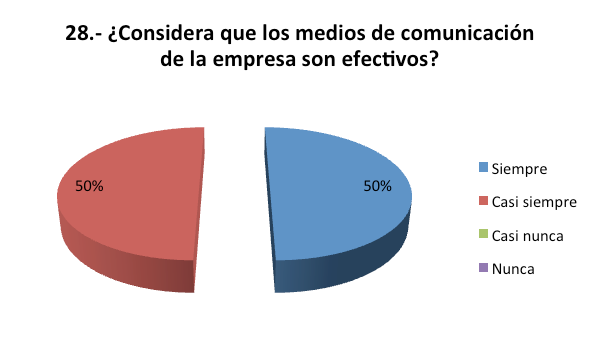 28.- ¿Considera que los medios de comunicación
de la empresa son efectivos?
50%
50%
Siempre
Casi siempre
Casi nunca
Nunca